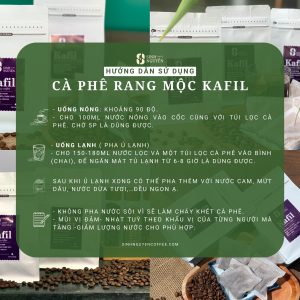 SINH
NGUYÊN
HƯỚNG DẪN SỬ DỤNG
CÀ PHÊ RANG MỘC KAFIL
- UỐNG NÓNG: KHOẢNG 90 ĐỘ.
- CHO 100ML NƯỚC NÓNG VÀO CỐC CÙNG VỚI TÚI LỌC CÀ
PHÊ, CHỜ 5P LÀ DÙNG ĐƯỢC.
UỐNG LẠNH ( PHA Ủ LẠNH)
- CHO 150-180ML NƯỚC LỌC VÀ MỘT TÚI LỌC CÀ PHÊ VÀO BÌNH
(CHAI), ĐỂ NGĂN MÁT TỦ LẠNH TỪ 6-8 GIỜ LÀ DÙNG ĐƯỢC.
SAU KHI Ủ LẠNH XONG CÓ THỂ PHA THÊM VỚI NƯỚC CAM, MỨT
DÂU, NƯỚC DỪA TƯƠI,..ĐỀU NGON Ạ.
- KHÔNG PHA NƯỚC SÔI VÌ SẼ LÀM CHÁY KHÉT CÀ PHÊ.
- MÙI VỊ ĐẬM- NHẠT TUỲ THEO KHẨU VỊ CỦA TỪNG NGƯỜI MÀ
TĂNG -GIẢM LƯỢNG NƯỚC CHO PHÙ HỢP.
SINHNGUYENCOFFEE.COM
Kafil
Kafil
Kafil